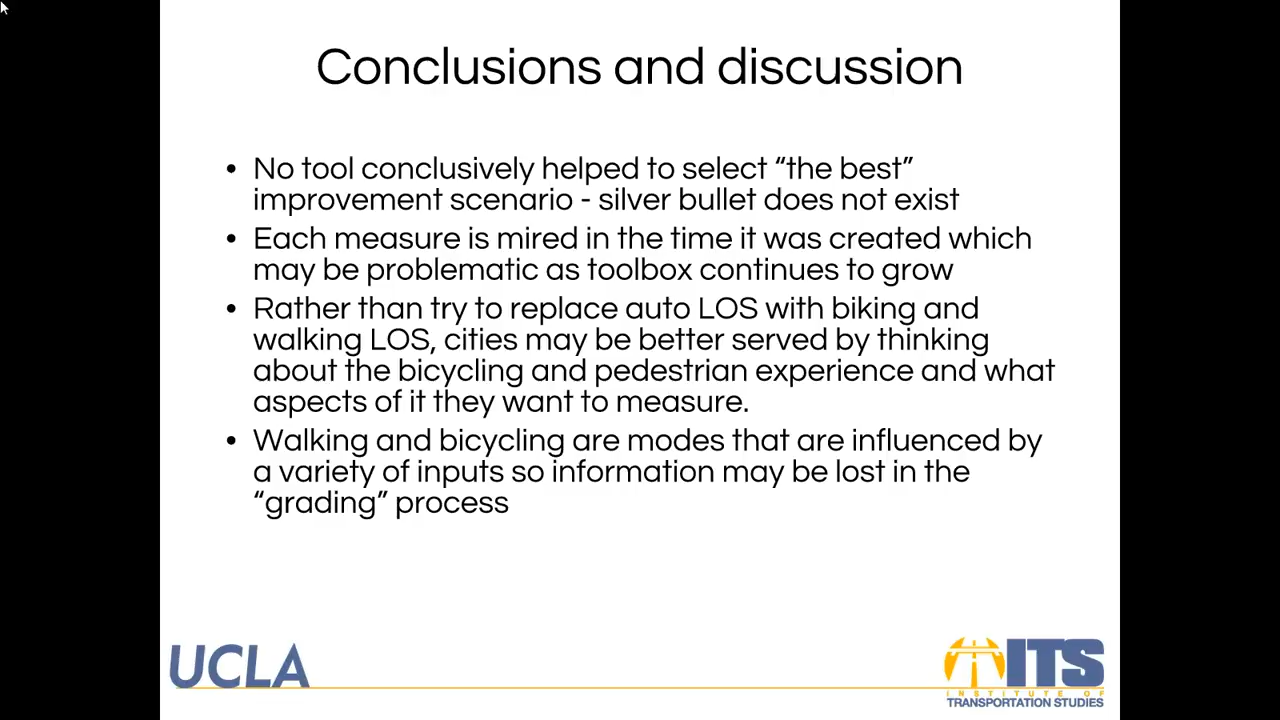 Conclusions and discussion
• No tool conclusively helped to select “the best”
improvement scenario - silver bullet does not exist
• Each measure is mired in the time it was created which
may be problematic as toolbox continues to grow
• Rather than try to replace auto LOS with biking and
walking LOS, cities may be better served by thinking
about the bicycling and pedestrian experience and what
aspects of it they want to measure.
• Walking and bicycling are modes that are influenced by
a variety of inputs so information may be lost in the
“grading” process
UCLA
ITS
INSTITUTE OF
TRANSPORTATION STUDIES